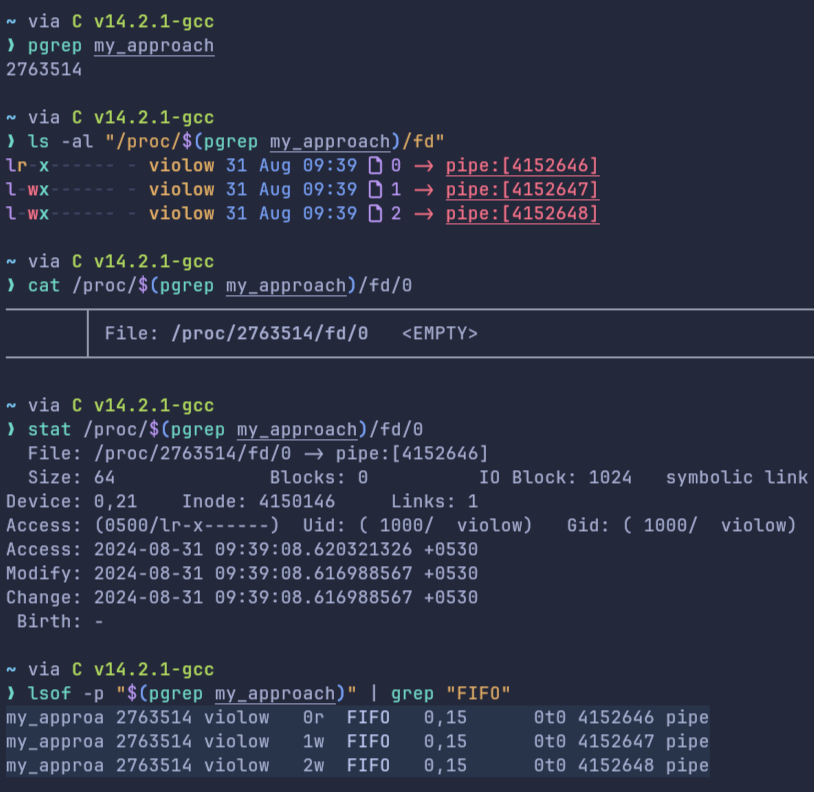 ~ via C v14.2.1-gcc
❯ pgrep my_approach
2763514
~ via C v14.2.1-gcc
❯ ls -al "/proc/$(pgrep my_approach)/fd"
lr-x------ - violow 31 Aug 09:39 0 → pipe:[4152646]
l-wx------ - violow 31 Aug 09:39 1 → pipe:[4152647]
l-wx------ - violow 31 Aug 09:39 2 → pipe:[4152648]
~ via C v14.2.1-gcc
❯ cat /proc/$(pgrep my_approach)/fd/0
File: /proc/2763514/fd/0 <EMPTY>
~ via C v14.2.1-gcc
❯ stat /proc/$(pgrep my_approach)/fd/0
File: /proc/2763514/fd/0 → pipe:[4152646]
Size: 64 Blocks: 0 IO Block: 1024 symbolic link
Device: 0,21 Inode: 4150146 Links: 1
Access: (0500/lr-x------) Uid: ( 1000/ violow) Gid: ( 1000/ violow)
Access: 2024-08-31 09:39:08.620321326 +0530
Modify: 2024-08-31 09:39:08.616988567 +0530
Change: 2024-08-31 09:39:08.616988567 +0530
Birth: -
~ via C v14.2.1-gcc
❯ lsof -p "$(pgrep my_approach)" | grep "FIFO"
my_approa 2763514 violow 0r FIFO 0,15 0t0 4152646 pipe
my_approa 2763514 violow 1w FIFO 0,15 0t0 4152647 pipe
my_approa 2763514 violow 2w FIFO 0,15 0t0 4152648 pipe